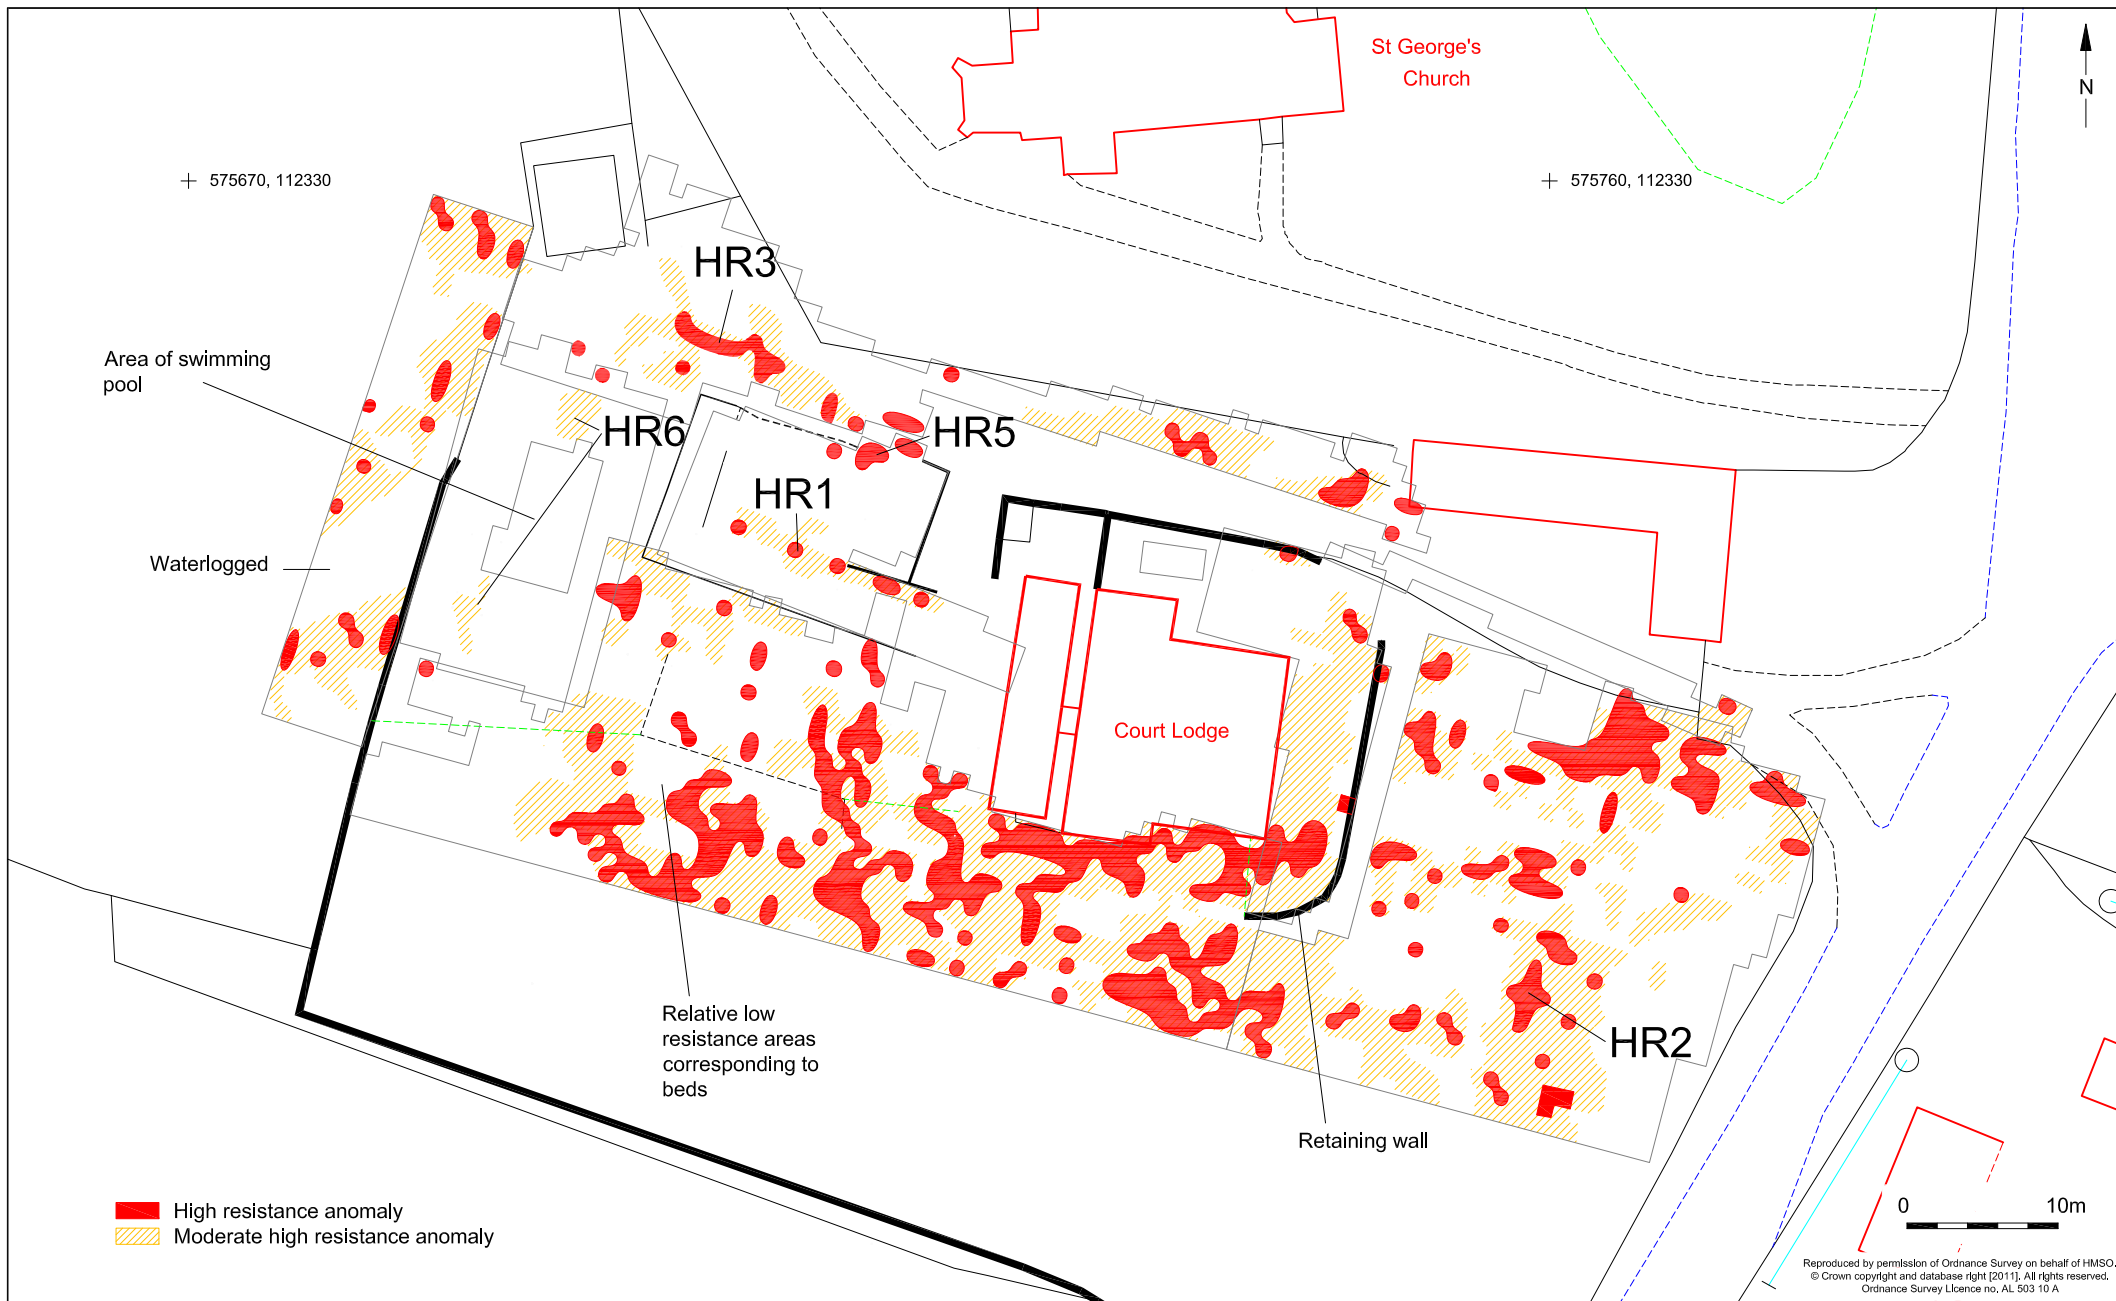 St George's
Church
N
575670, 112330
575760, 112330
HR3
Area of swimming
pool
HR6
HR5
HR1
Waterlogged
Court Lodge
Relative low
resistance areas
corresponding to
beds
HR2
Retaining wall
High resistance anomaly
Moderate high resistance anomaly
0 10m
Reproduced by permission of Ordnance Survey on behalf of HMSO.
© Crown copyright and database right [2011]. All rights reserved.
Ordnance Survey Licence no. AL 503 10 A